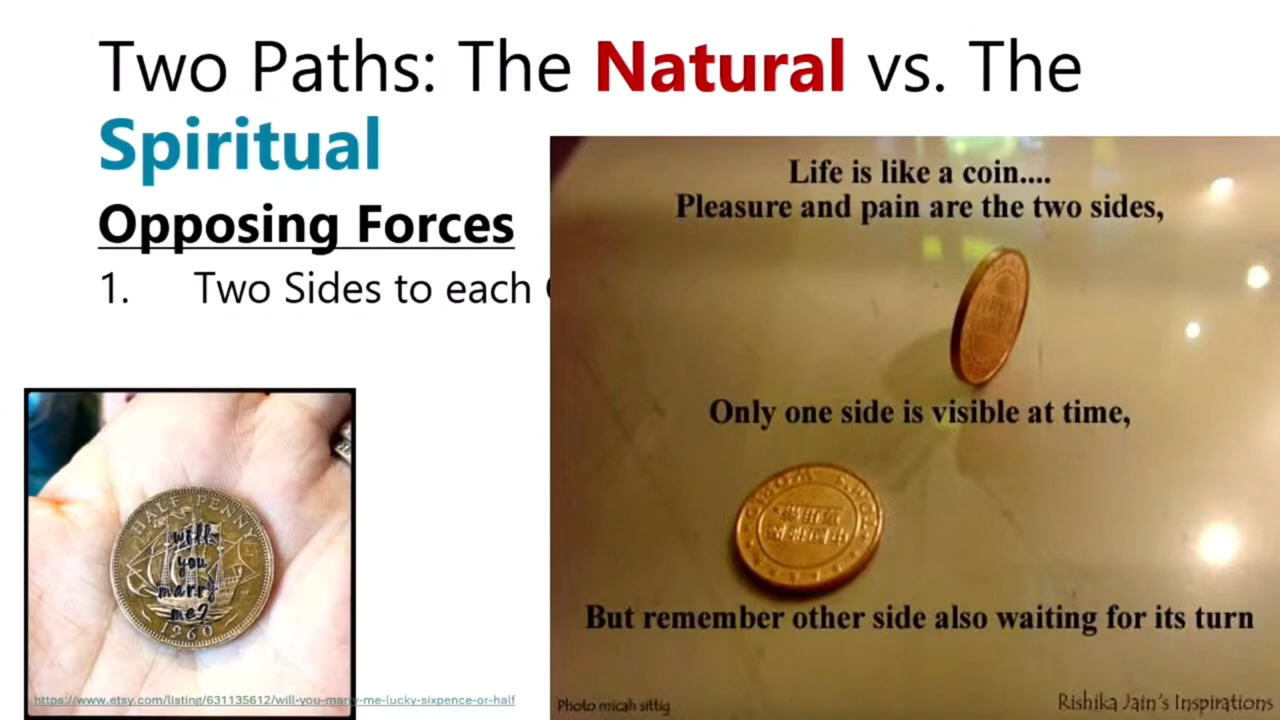 Two Paths: The Natural vs. The
Spiritual
Opposing Forces
1. Two Sides to each
Life is like a coin....
Pleasure and pain are the two sides,
Only one side is visible at time,
But remember other side also waiting for its turn
Photo micah sittig
Rishika Jain's Inspirations
HALF PENNY
will
you
marry
me?
1960
https://www.etsy.com/listing/631135612/will-you-marry-me-lucky-sixpence-or-half